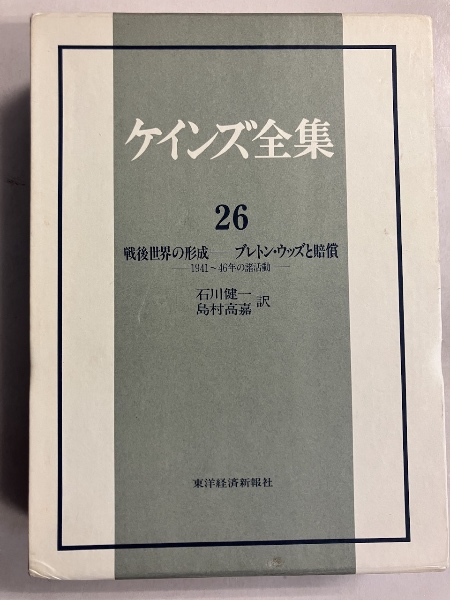 ケインズ全集
26
戦後世界の形成──ブレトン・ウッズと賠償
──1941～46年の諸活動──
石川健一
島村高嘉 訳
東洋経済新報社